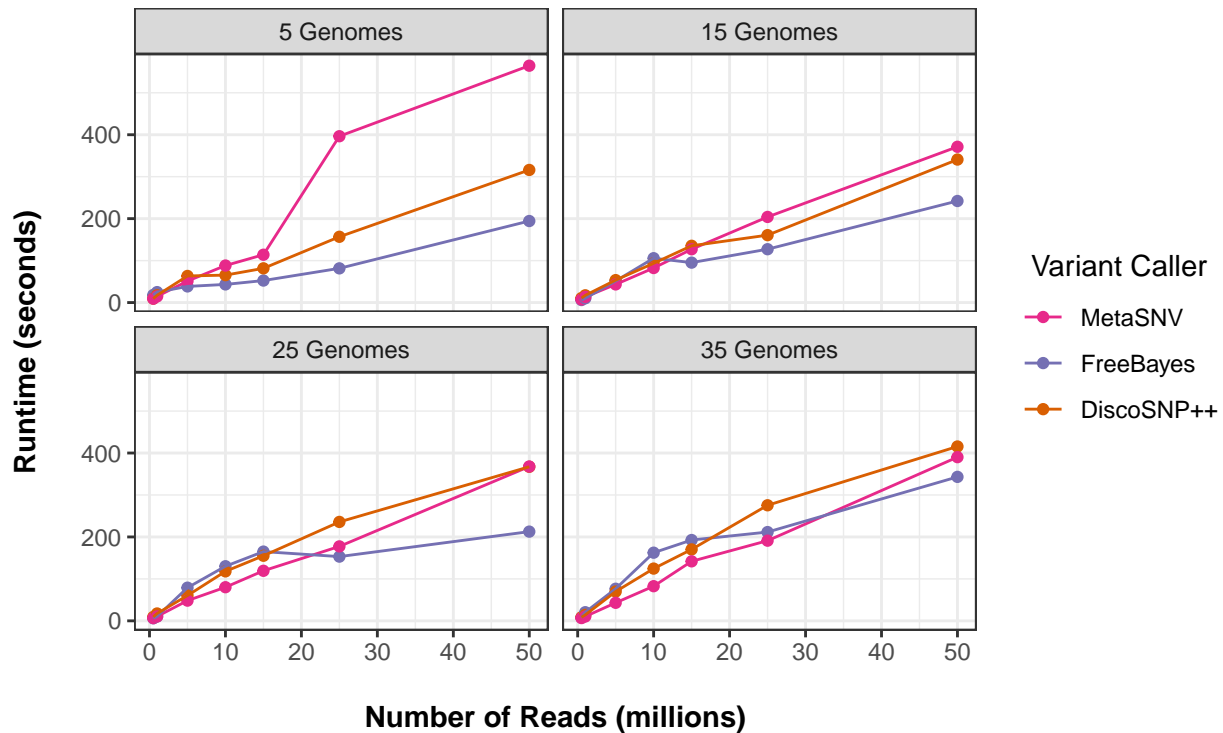 5 Genomes
15 Genomes
400
200
0
25 Genomes
35 Genomes
400
200
0
0 10 20 30 40 50
0 10 20 30 40 50
Runtime (seconds)
Number of Reads (millions)
Variant Caller
MetaSNV
FreeBayes
DiscoSNP++